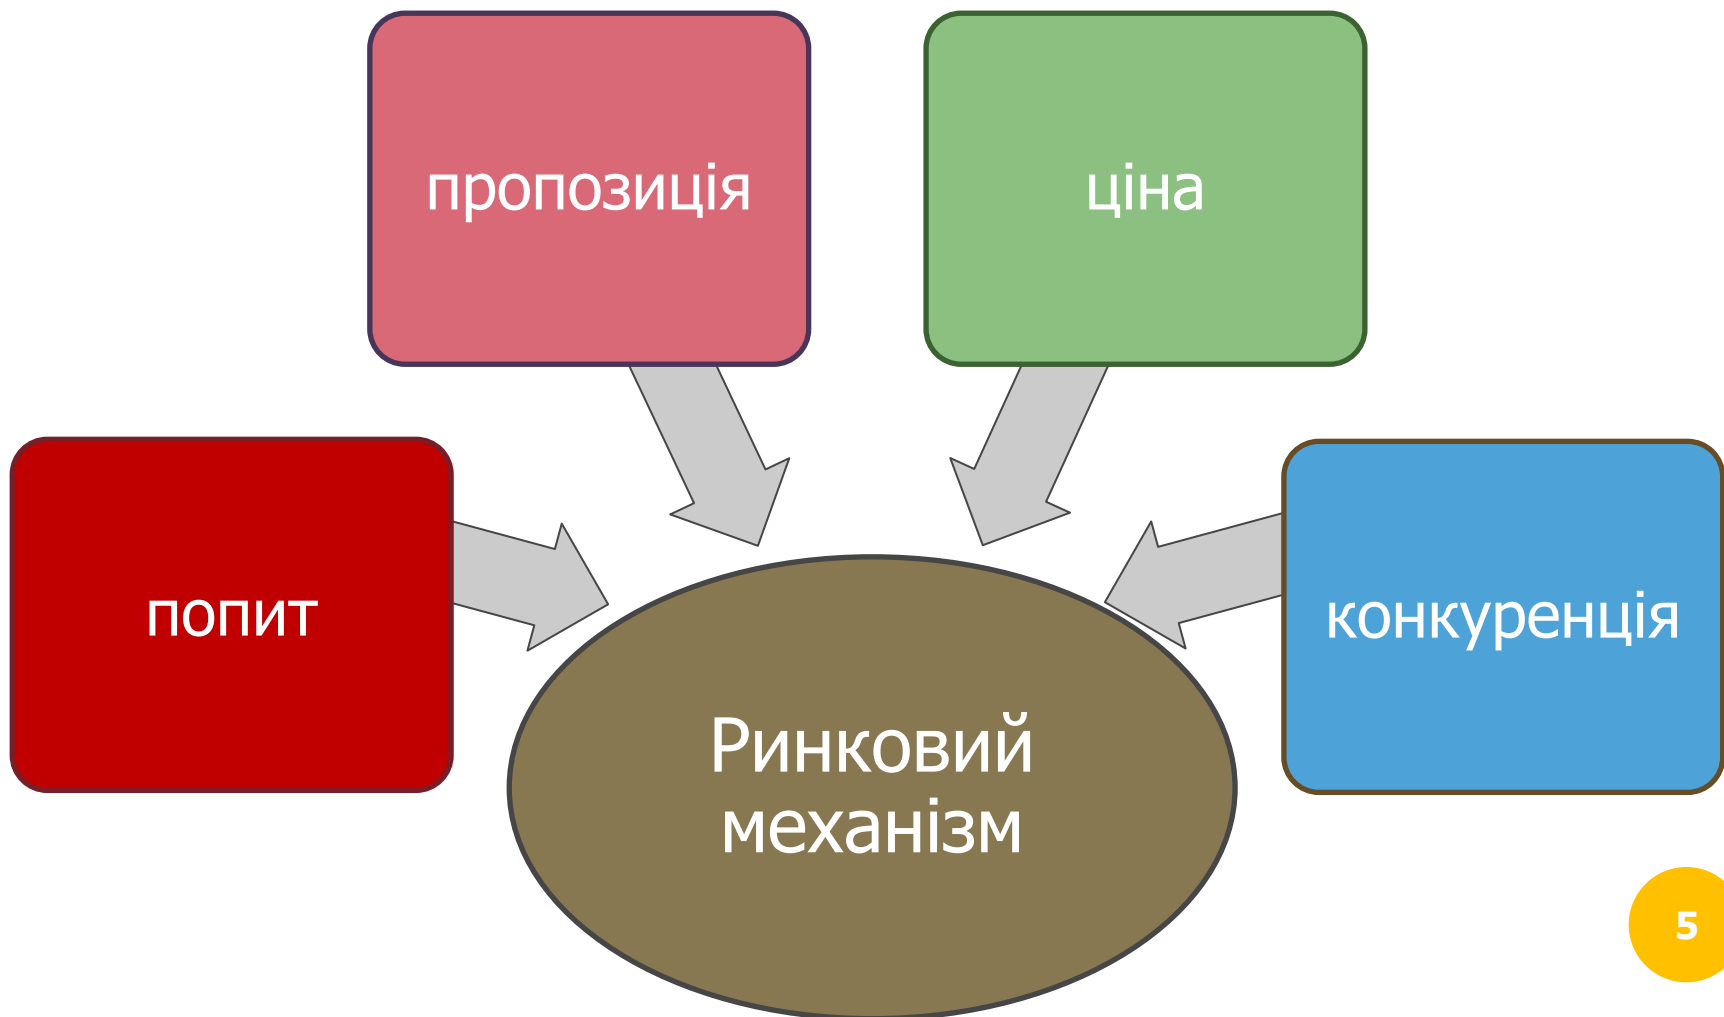 пропозиція
ціна
попит
конкуренція
Ринковий
механізм
5